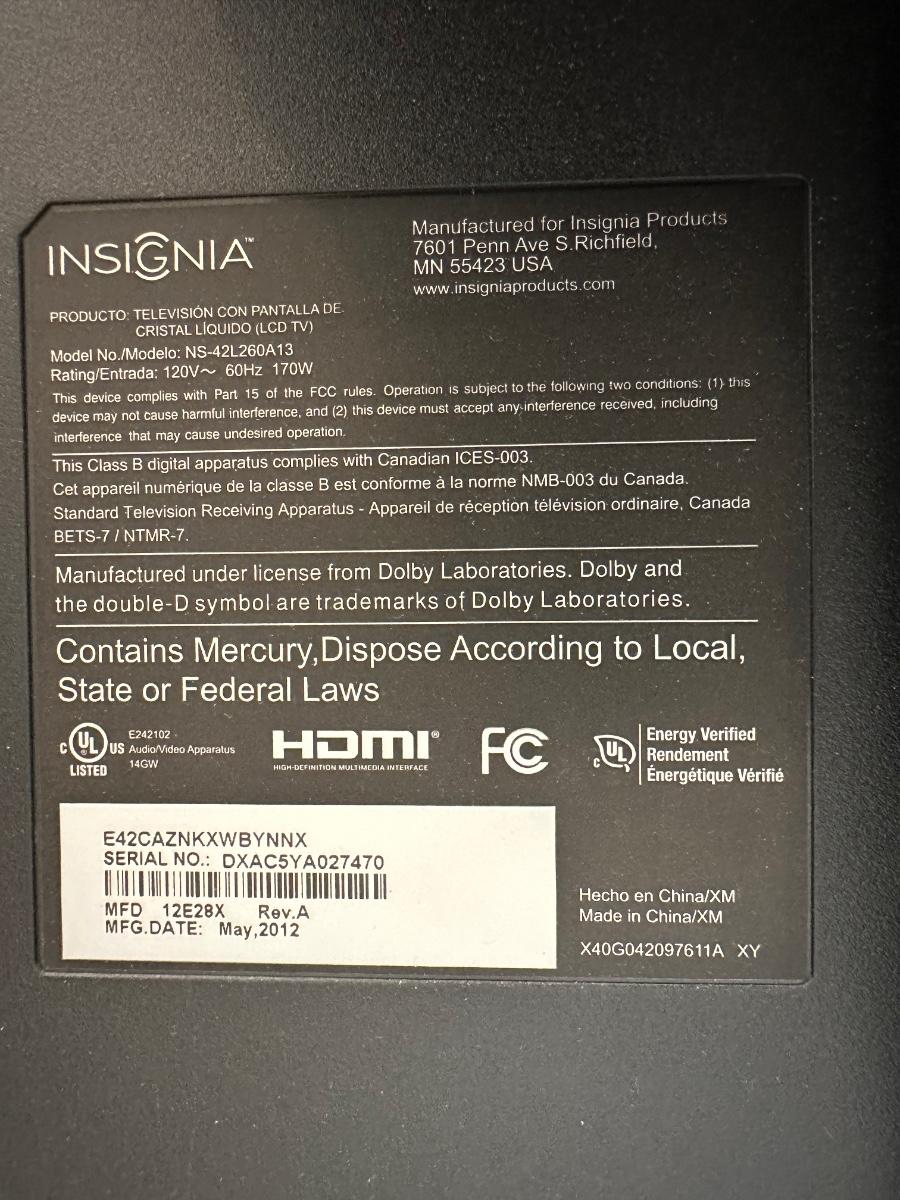 INSIGNIA™
Manufactured for Insignia Products
7601 Penn Ave S.Richfield,
MN 55423 USA
www.insigniaproducts.com
PRODUCTO: TELEVISIÓN CON PANTALLA DE
CRISTAL LÍQUIDO (LCD TV)
Model No./Modelo: NS-42L260A13
Rating/Entrada: 120V～ 60Hz 170W
This device complies with Part 15 of the FCC rules. Operation is subject to the following two conditions: (1) this
device may not cause harmful interference, and (2) this device must accept any interference received, including
interference that may cause undesired operation.
This Class B digital apparatus complies with Canadian ICES-003.
Cet appareil numérique de la classe B est conforme à la norme NMB-003 du Canada.
Standard Television Receiving Apparatus - Appareil de réception télévision ordinaire, Canada
BETS-7 / NTMR-7.
Manufactured under license from Dolby Laboratories. Dolby and
the double-D symbol are trademarks of Dolby Laboratories.
Contains Mercury,Dispose According to Local,
State or Federal Laws
C UL US LISTED
E242102
Audio/Video Apparatus
14GW
HDMI®
HIGH-DEFINITION MULTIMEDIA INTERFACE
FC
C UL
Energy Verified
Rendement
Énergétique Vérifié
E42CAZNKXWBYNNX
SERIAL NO.: DXAC5YA027470
MFD 12E28X Rev.A
MFG.DATE: May,2012
Hecho en China/XM
Made in China/XM
X40G042097611A XY